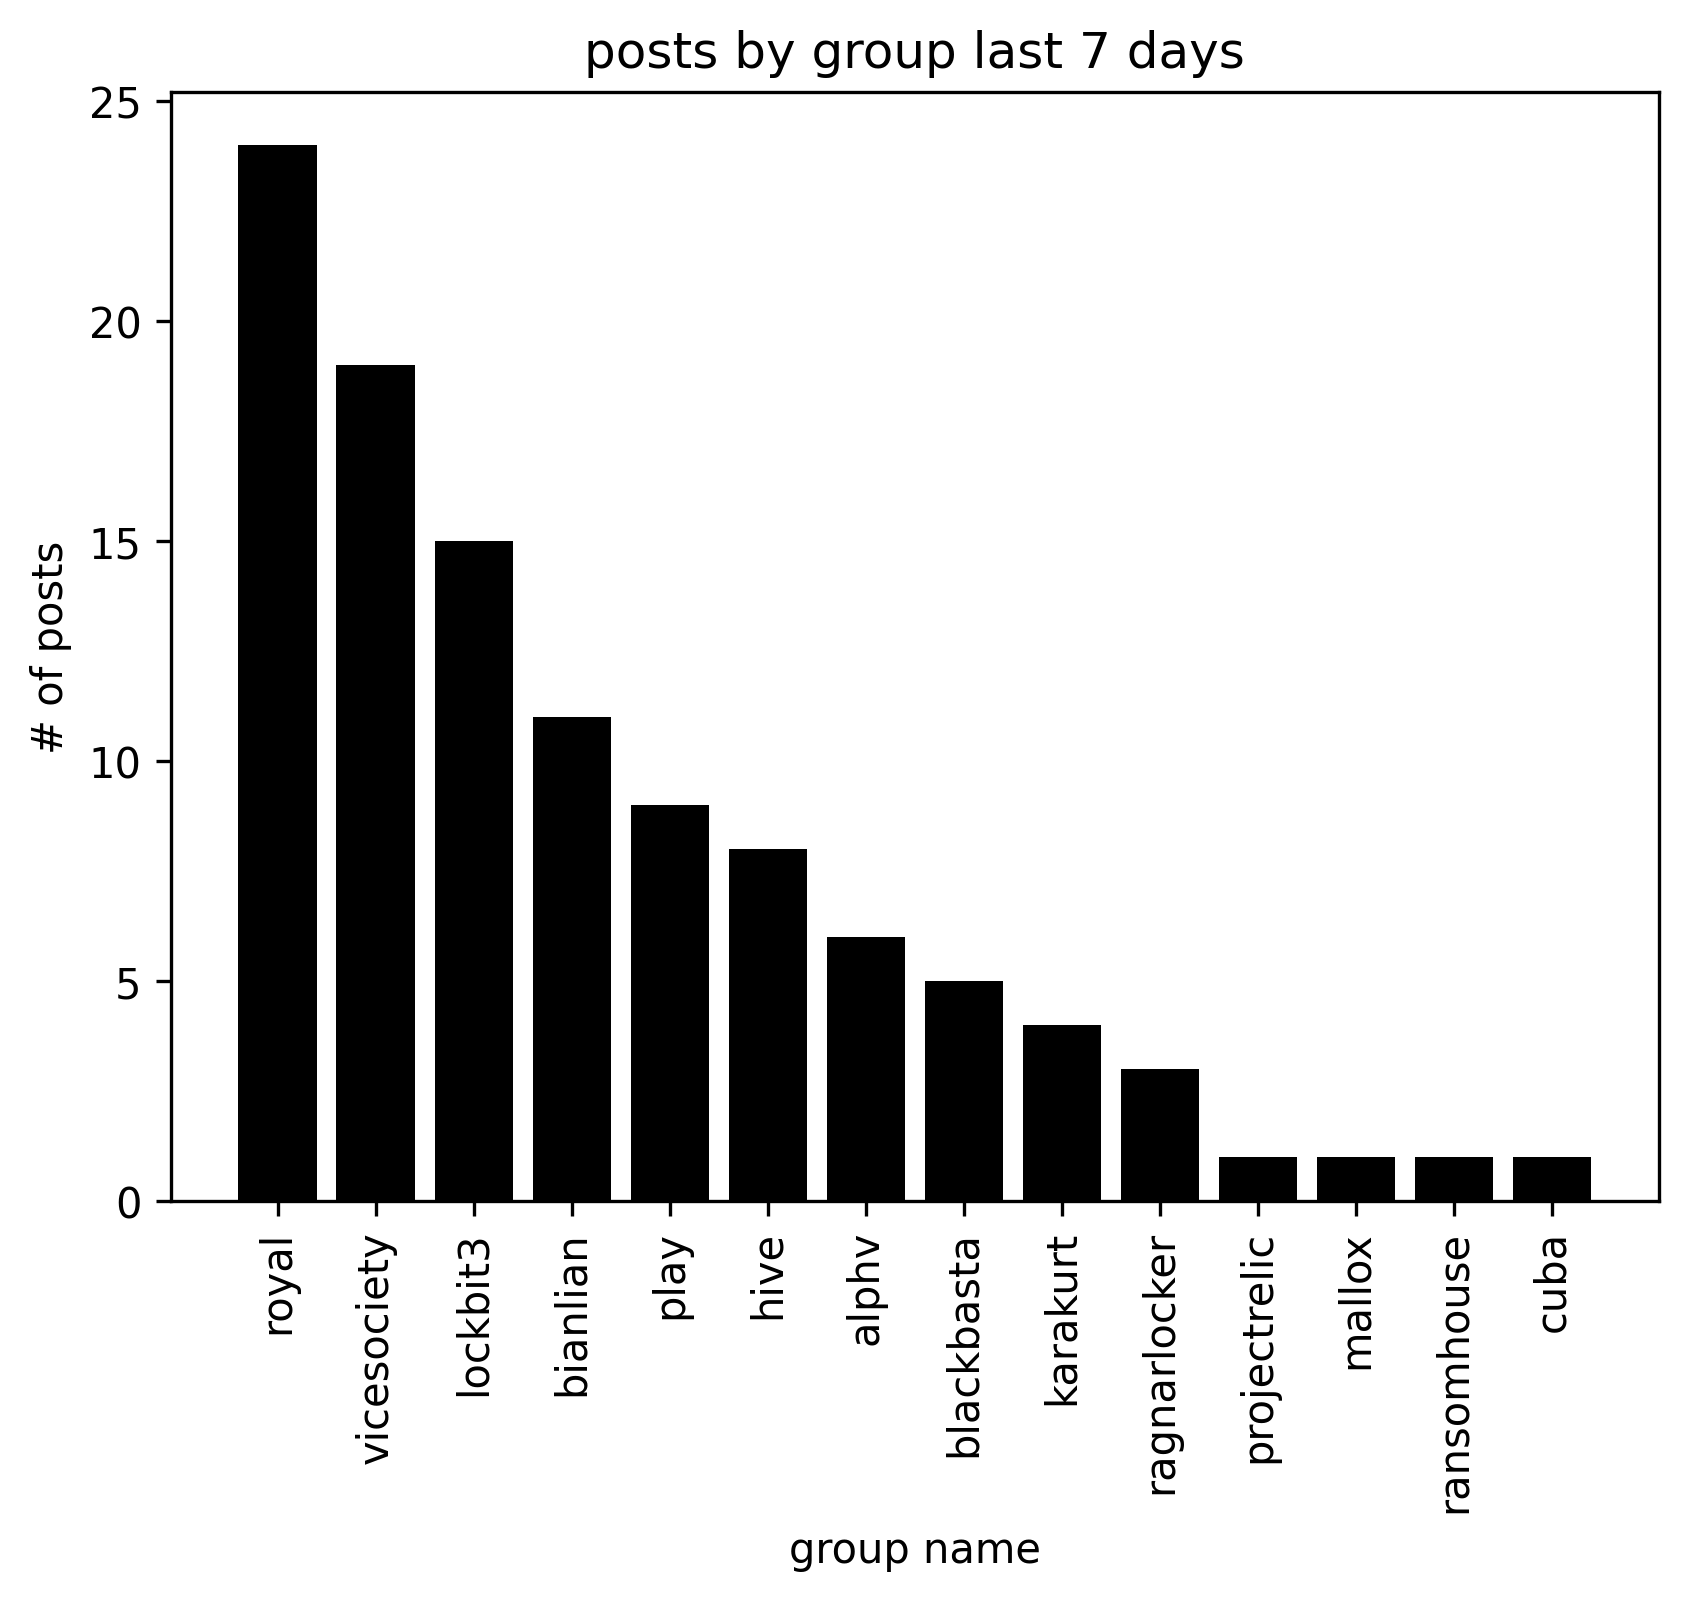 posts by group last 7 days
25
20
15
10
5
0
# of posts
royal
vicesociety
lockbit3
bianlian
play
hive
alphv
blackbasta
karakurt
ragnarlocker
projectrelic
mallox
ransomhouse
cuba
group name